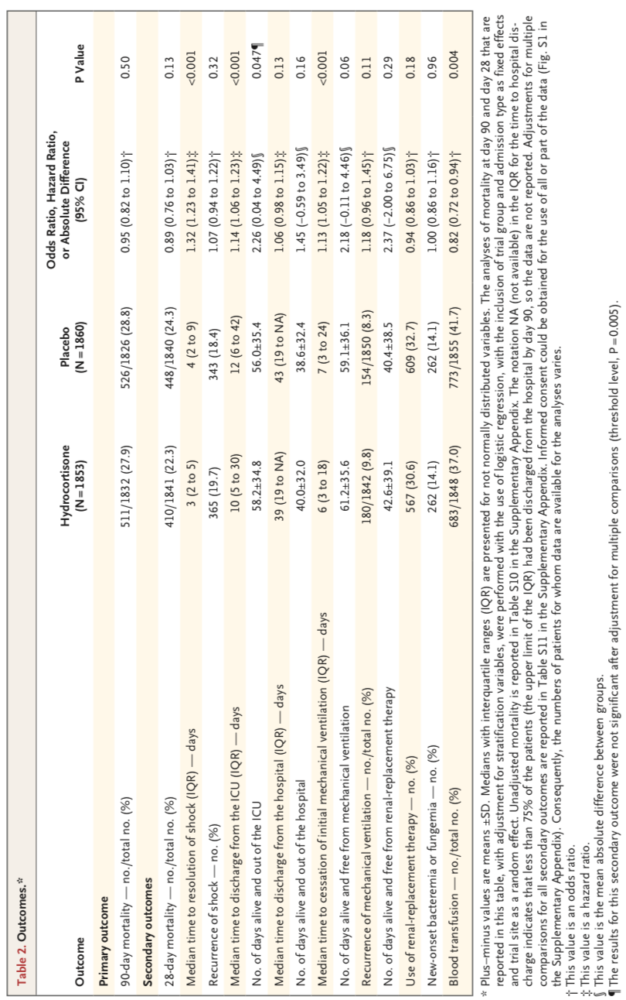 Table 2. Outcomes.*
Outcome Hydrocortisone (N=1853) Placebo (N=1860) Odds Ratio, Hazard Ratio, or Absolute Difference (95% CI) P Value
Primary outcome
90-day mortality — no./total no. (%) 511/1832 (27.9) 526/1826 (28.8) 0.95 (0.82 to 1.10)† 0.50
Secondary outcomes
28-day mortality — no./total no. (%) 410/1841 (22.3) 448/1840 (24.3) 0.89 (0.76 to 1.03)† 0.13
Median time to resolution of shock (IQR) — days 3 (2 to 5) 4 (2 to 9) 1.32 (1.23 to 1.41)‡ <0.001
Recurrence of shock — no. (%) 365 (19.7) 343 (18.4) 1.07 (0.94 to 1.22)† 0.32
Median time to discharge from the ICU (IQR) — days 10 (5 to 30) 12 (6 to 42) 1.14 (1.06 to 1.23)‡ <0.001
No. of days alive and out of the ICU 58.2±34.8 56.0±35.4 2.26 (0.04 to 4.49)§ 0.047¶
Median time to discharge from the hospital (IQR) — days 39 (19 to NA) 43 (19 to NA) 1.06 (0.98 to 1.15)‡ 0.13
No. of days alive and out of the hospital 40.0±32.0 38.6±32.4 1.45 (−0.59 to 3.49)§ 0.16
Median time to cessation of initial mechanical ventilation (IQR) — days 6 (3 to 18) 7 (3 to 24) 1.13 (1.05 to 1.22)‡ <0.001
No. of days alive and free from mechanical ventilation 61.2±35.6 59.1±36.1 2.18 (−0.11 to 4.46)§ 0.06
Recurrence of mechanical ventilation — no./total no. (%) 180/1842 (9.8) 154/1850 (8.3) 1.18 (0.96 to 1.45)† 0.11
No. of days alive and free from renal-replacement therapy 42.6±39.1 40.4±38.5 2.37 (−2.00 to 6.75)§ 0.29
Use of renal-replacement therapy — no. (%) 567 (30.6) 609 (32.7) 0.94 (0.86 to 1.03)† 0.18
New-onset bacteremia or fungemia — no. (%) 262 (14.1) 262 (14.1) 1.00 (0.86 to 1.16)† 0.96
Blood transfusion — no./total no. (%) 683/1848 (37.0) 773/1855 (41.7) 0.82 (0.72 to 0.94)† 0.004
* Plus–minus values are means ±SD. Medians with interquartile ranges (IQR) are presented for not normally distributed variables. The analyses of mortality at day 90 and day 28 that are
reported in this table, with adjustment for stratification variables, were performed with the use of logistic regression, with the inclusion of trial group and admission type as fixed effects
and trial site as a random effect. Unadjusted mortality is reported in Table S10 in the Supplementary Appendix. The notation NA (not available) in the IQR for the time to hospital dis-
charge indicates that less than 75% of the patients (the upper limit of the IQR) had been discharged from the hospital by day 90, so the data are not reported. Adjustments for multiple
comparisons for all secondary outcomes are reported in Table S11 in the Supplementary Appendix. Informed consent could be obtained for the use of all or part of the data (Fig. S1 in
the Supplementary Appendix). Consequently, the numbers of patients for whom data are available for the analyses varies.
† This value is an odds ratio.
‡ This value is a hazard ratio.
§ This value is the mean absolute difference between groups.
¶ The results for this secondary outcome were not significant after adjustment for multiple comparisons (threshold level, P=0.005).